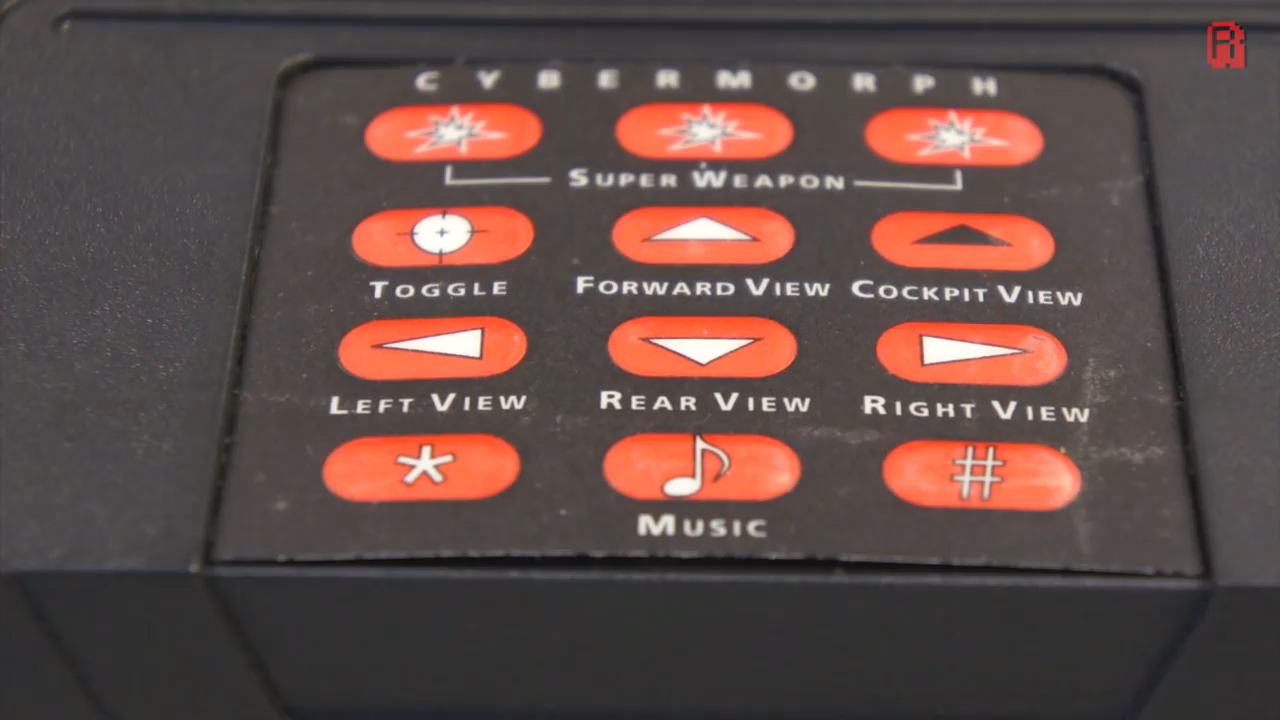 CYBERMORPH
SUPER WEAPON
TOGGLE FORWARD VIEW COCKPIT VIEW
LEFT VIEW REAR VIEW RIGHT VIEW
* #
MUSIC